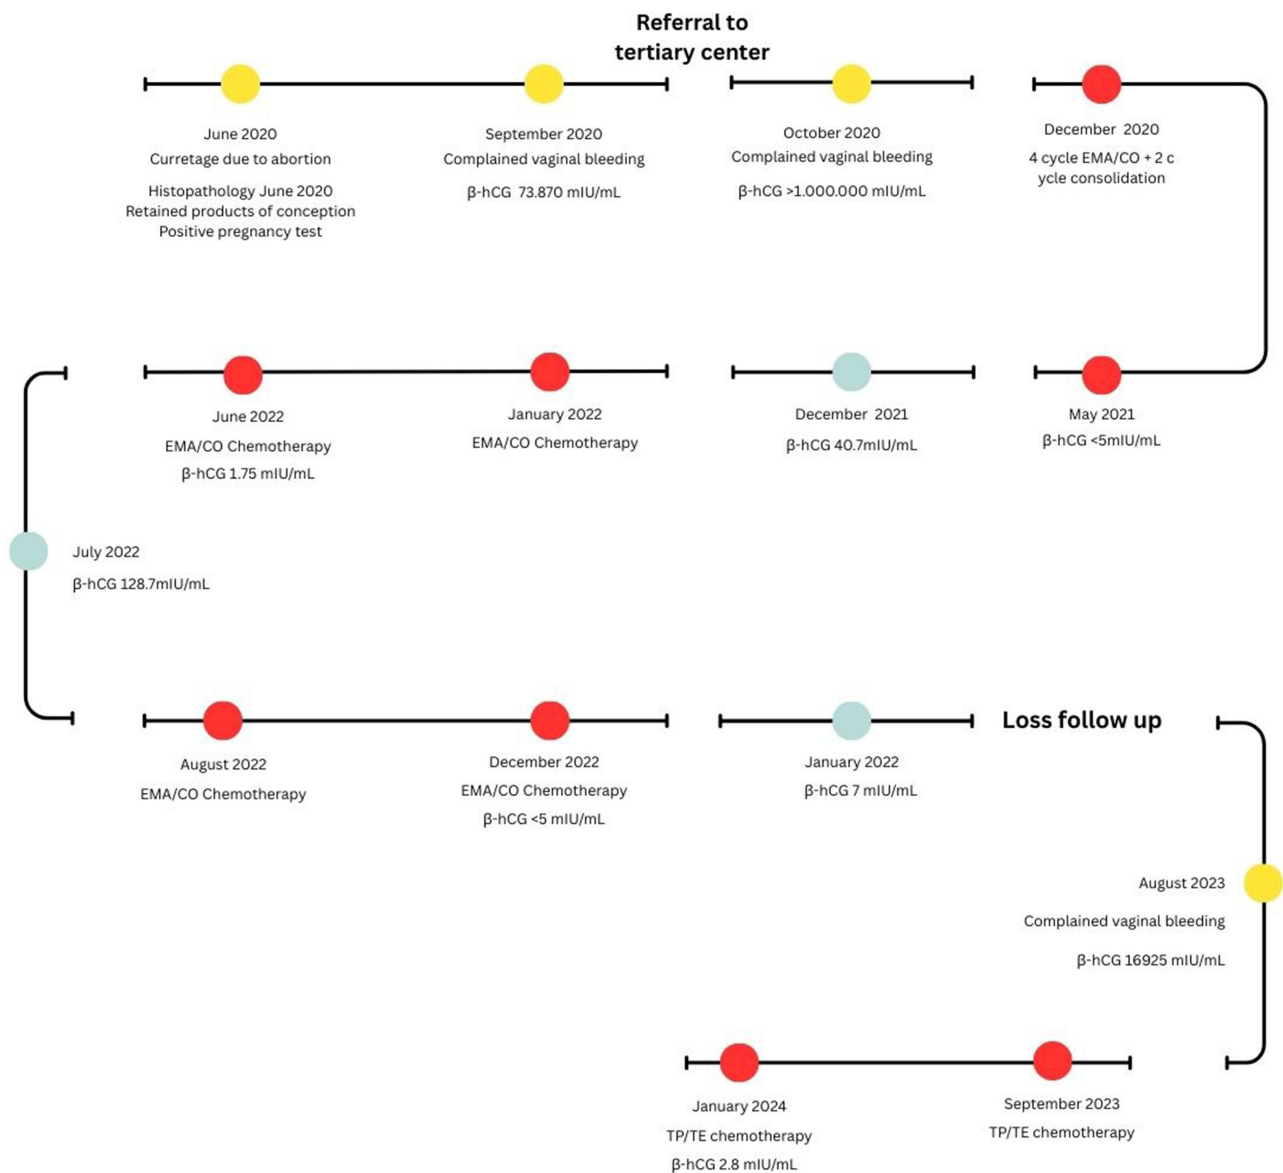 Referral to
tertiary center
June 2020
Curretage due to abortion
Histopathology June 2020
Retained products of conception
Positive pregnancy test
September 2020
Complained vaginal bleeding
β-hCG 73.870 mIU/mL
October 2020
Complained vaginal bleeding
β-hCG >1.000.000 mIU/mL
December 2020
4 cycle EMA/CO + 2 c
ycle consolidation
June 2022
EMA/CO Chemotherapy
β-hCG 1.75 mIU/mL
January 2022
EMA/CO Chemotherapy
December 2021
β-hCG 40.7mIU/mL
May 2021
β-hCG <5mIU/mL
July 2022
β-hCG 128.7mIU/mL
August 2022
EMA/CO Chemotherapy
December 2022
EMA/CO Chemotherapy
β-hCG <5 mIU/mL
January 2022
β-hCG 7 mIU/mL
Loss follow up
August 2023
Complained vaginal bleeding
β-hCG 16925 mIU/mL
January 2024
TP/TE chemotherapy
β-hCG 2.8 mIU/mL
September 2023
TP/TE chemotherapy